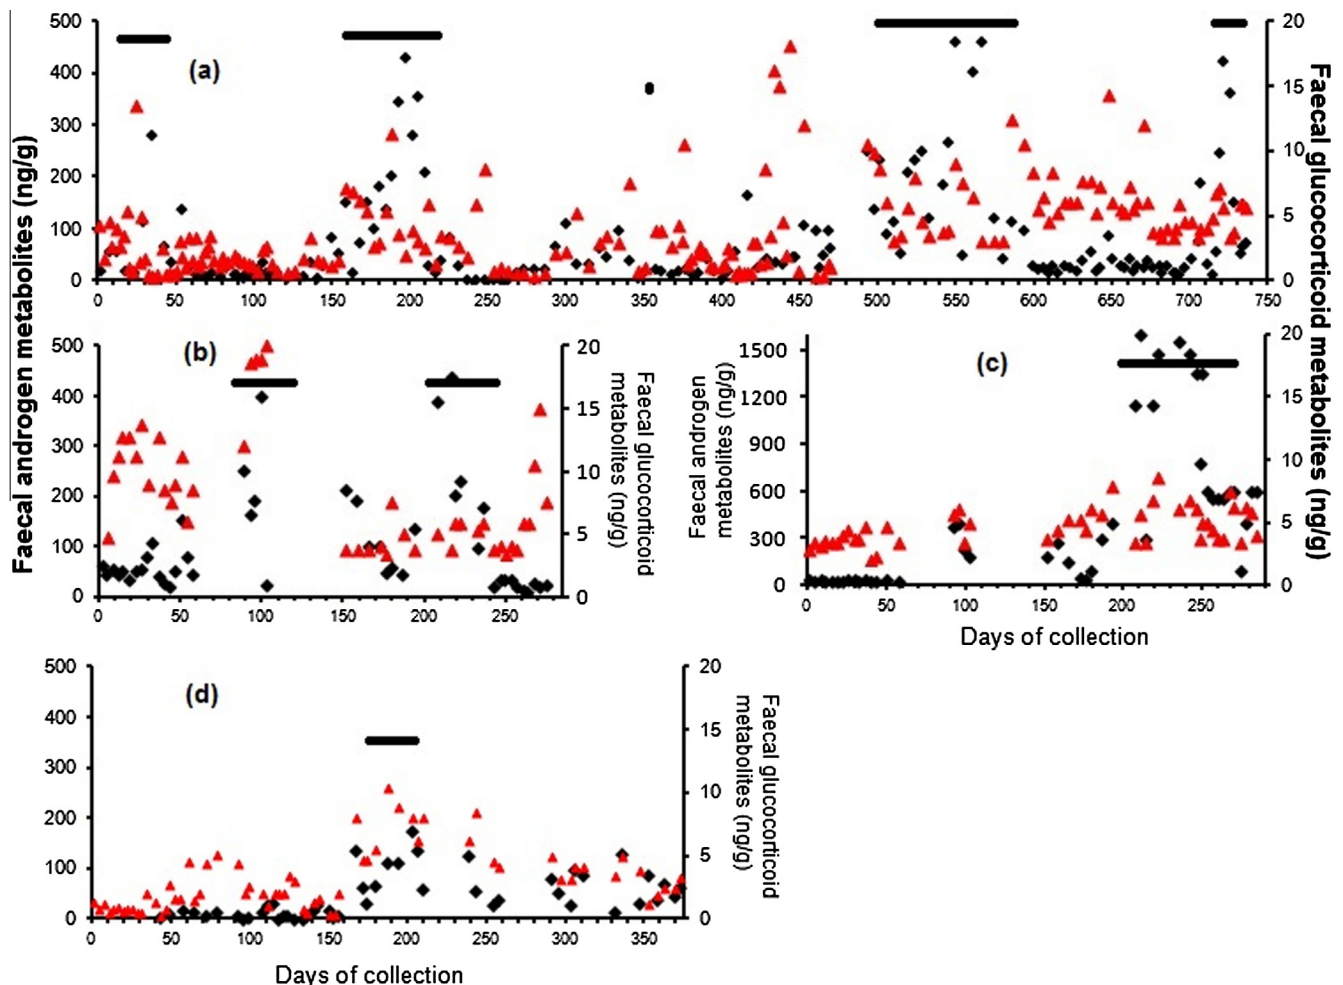 Faecal androgen metabolites (ng/g)
500
400
300
200
100
0
(a)
20
15
10
5
0
Faecal glucocorticoid metabolites (ng/g)
0 50 100 150 200 250 300 350 400 450 500 550 600 650 700 750
500
400
300
200
100
0
(b)
20
15
10
5
0
Faecal glucocorticoid
metabolites (ng/g)
0 50 100 150 200 250
Faecal androgen
metabolites (ng/g)
1500
1200
900
600
300
0
(c)
20
15
10
5
0
0 50 100 150 200 250
Days of collection
500
400
300
200
100
0
(d)
20
15
10
5
0
Faecal glucocorticoid
metabolites (ng/g)
0 50 100 150 200 250 300 350
Days of collection